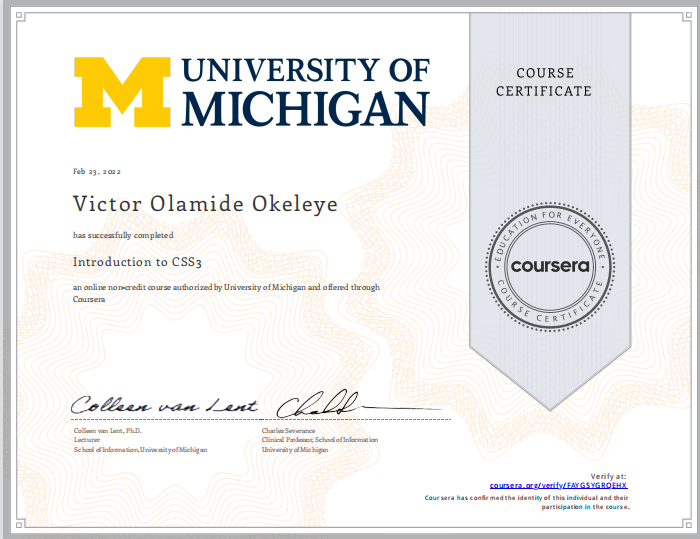 UNIVERSITY OF
MICHIGAN
COURSE
CERTIFICATE
Feb 23, 2022
Victor Olamide Okeleye
has successfully completed
Introduction to CSS3
an online non-credit course authorized by University of Michigan and offered through
Coursera
EDUCATION FOR EVERYONE
coursera
COURSE CERTIFICATE
Colleen van Lent
Colleen van Lent, Ph.D.
Lecturer
School of Information, University of Michigan
Charles Severance
Clinical Professor, School of Information
University of Michigan
Verify at:
coursera.org/verify/FAYGSYGROEHX
Coursera has confirmed the identity of this individual and their
participation in the course.